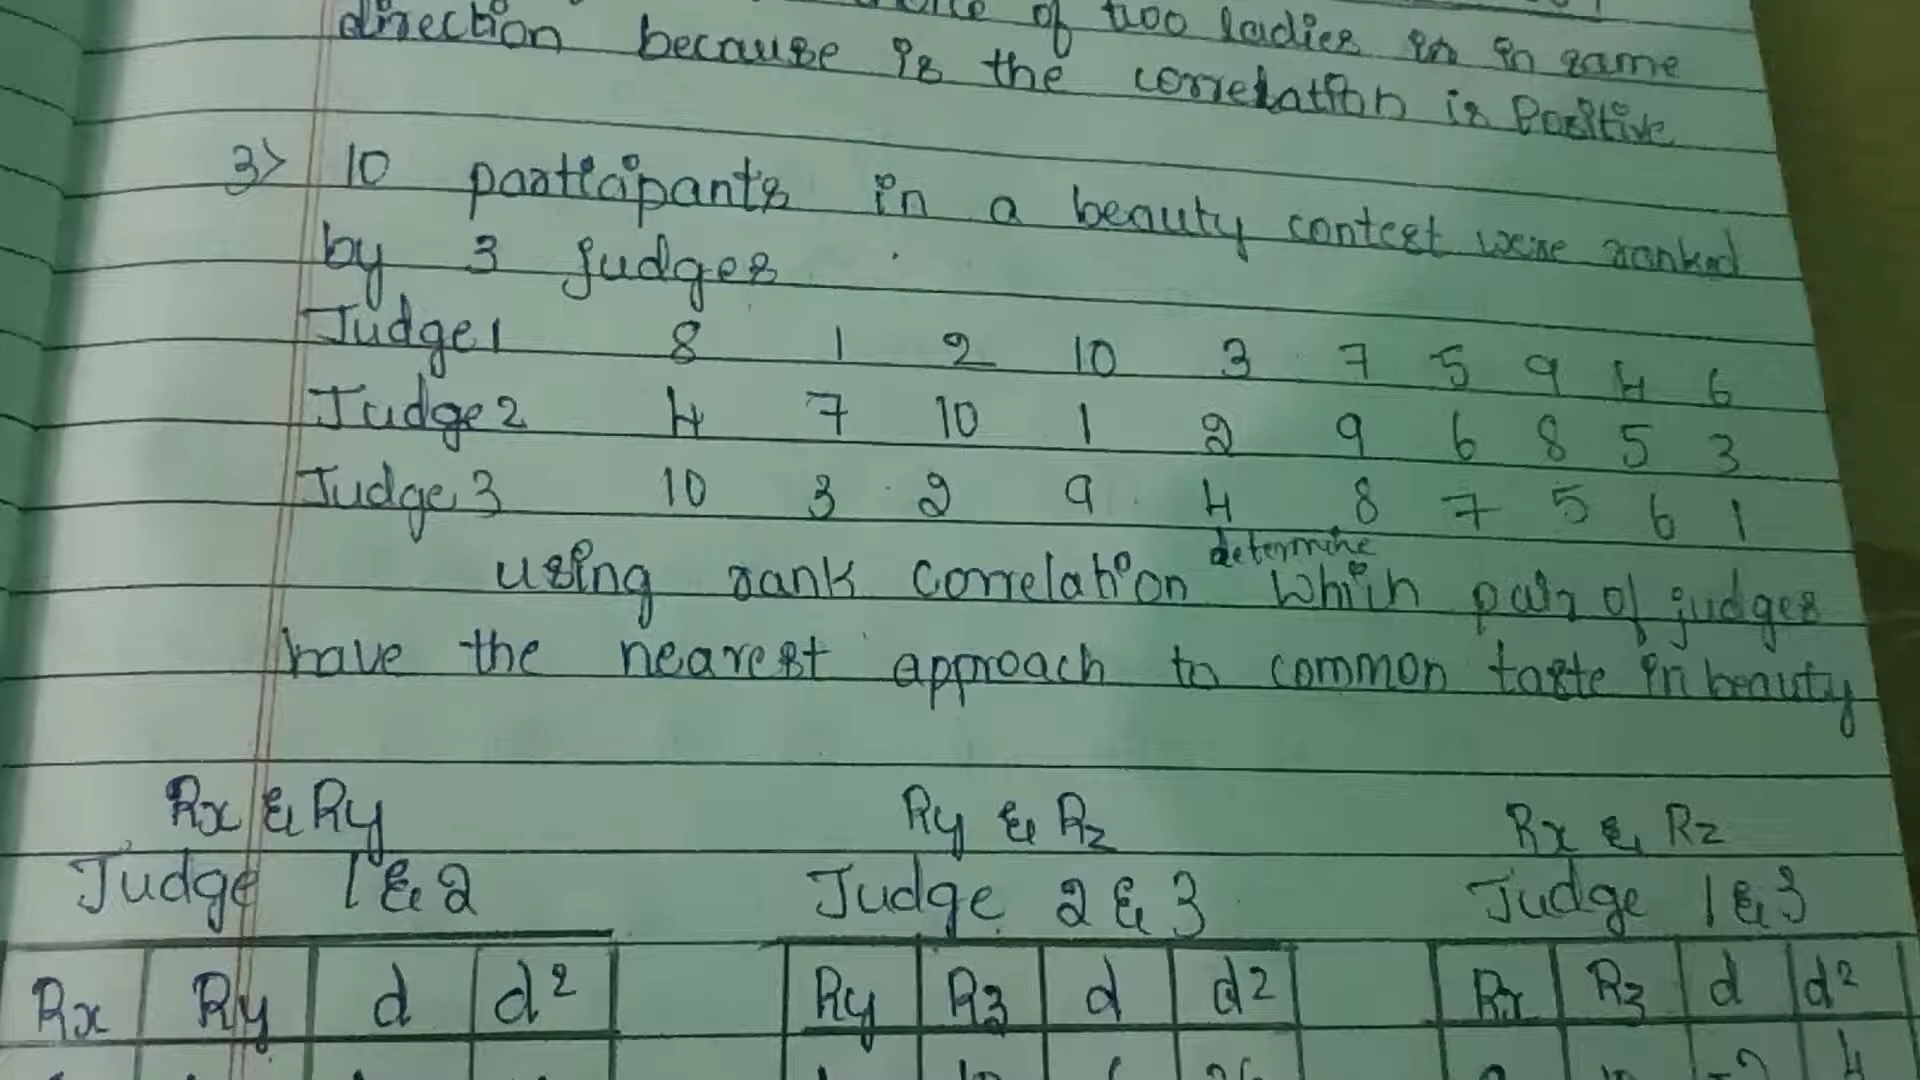 of two ladies in in same
direction because is the correlation is Positive
3> 10 participants in a beauty contest were ranked
by 3 judges
Judge 1 8 1 2 10 3 7 5 9 4 6
Judge 2 4 7 10 1 2 9 6 8 5 3
Judge 3 10 3 2 9 4 8 7 5 6 1
using rank correlation determine which pair of judges
have the nearest approach to common taste in beauty
Rx & Ry Ry & Rz Rx & Rz
Judge 1 & 2 Judge 2 & 3 Judge 1 & 3
Rx Ry d d² Ry R3 d d² Rx R3 d d²